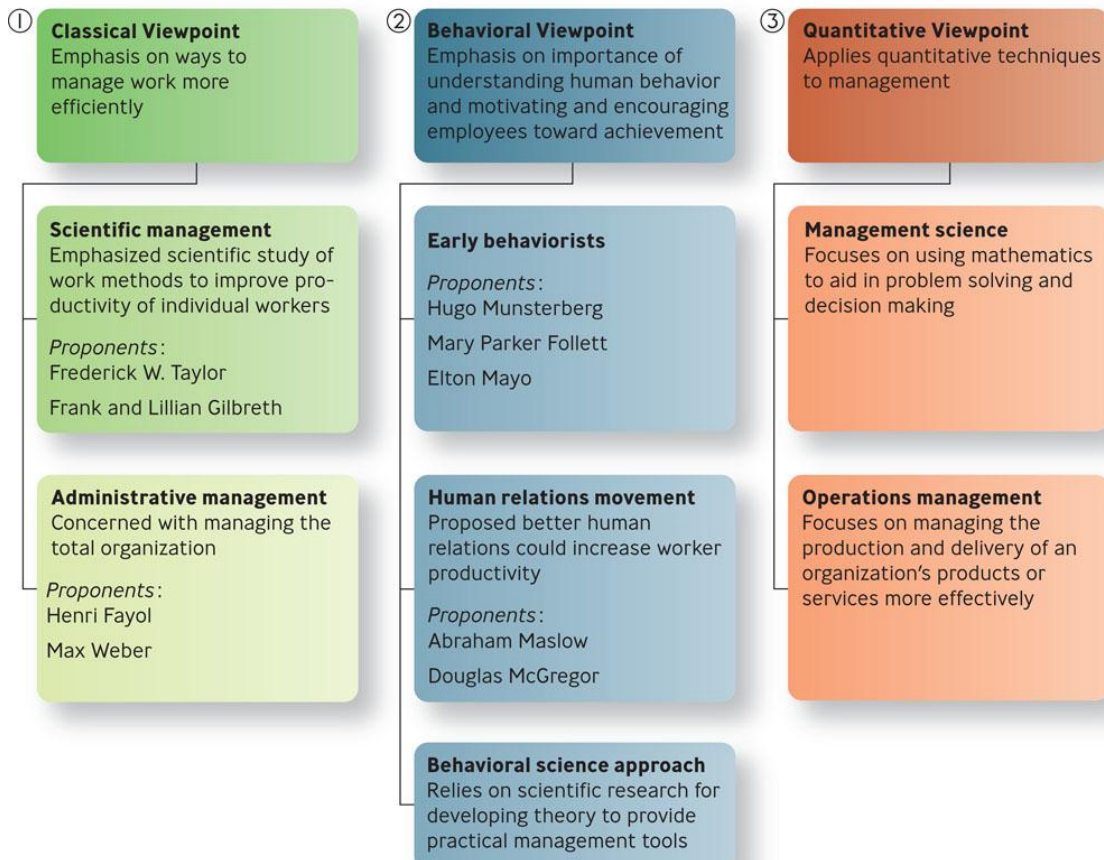 ①
Classical Viewpoint
Emphasis on ways to
manage work more
efficiently
Scientific management
Emphasized scientific study of
work methods to improve pro-
ductivity of individual workers
Proponents:
Frederick W. Taylor
Frank and Lillian Gilbreth
Administrative management
Concerned with managing the
total organization
Proponents:
Henri Fayol
Max Weber
②
Behavioral Viewpoint
Emphasis on importance of
understanding human behavior
and motivating and encouraging
employees toward achievement
Early behaviorists
Proponents:
Hugo Munsterberg
Mary Parker Follett
Elton Mayo
Human relations movement
Proposed better human
relations could increase worker
productivity
Proponents:
Abraham Maslow
Douglas McGregor
Behavioral science approach
Relies on scientific research for
developing theory to provide
practical management tools
③
Quantitative Viewpoint
Applies quantitative techniques
to management
Management science
Focuses on using mathematics
to aid in problem solving and
decision making
Operations management
Focuses on managing the
production and delivery of an
organization's products or
services more effectively